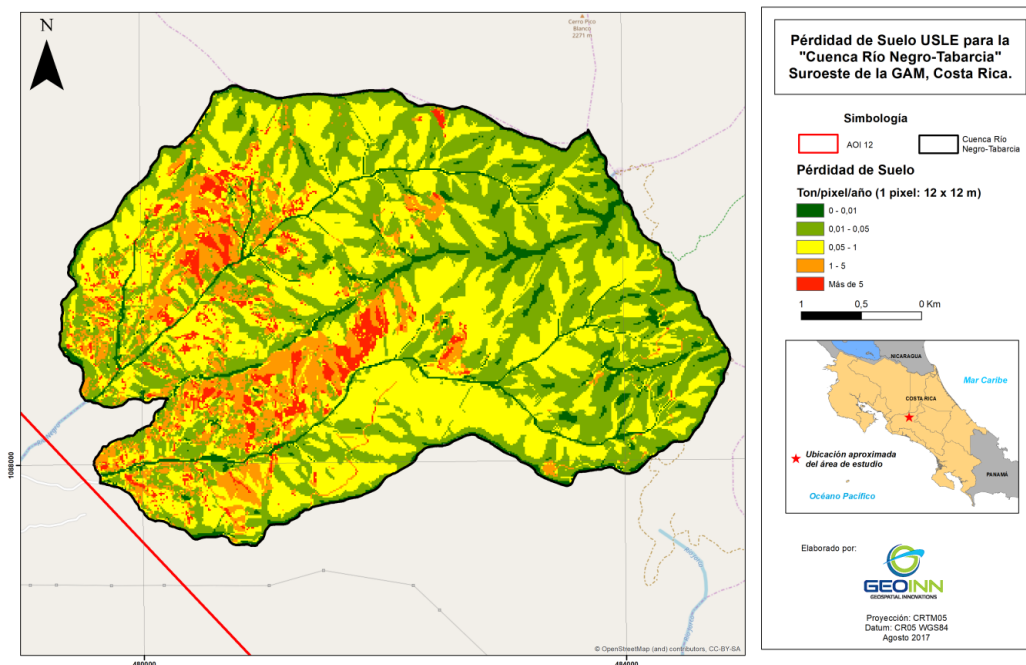 N
Cerro Pico
Blanco
2271 m
1088000
480000
484000
© OpenStreetMap (and) contributors, CC-BY-SA
Pérdida de Suelo USLE para la
"Cuenca Río Negro-Tabarcia"
Suroeste de la GAM, Costa Rica.
Simbología
AOI 12
Cuenca Río
Negro-Tabarcia
Pérdida de Suelo
Ton/pixel/año (1 pixel: 12 x 12 m)
0 - 0,01
0,01 - 0,05
0,05 - 1
1 - 5
Más de 5
1 0,5 0 Km
NICARAGUA
Mar Caribe
COSTA RICA
Ubicación aproximada
del área de estudio
PANAMÁ
Océano Pacífico
Elaborado por:
GEOINN
GEOSPATIAL INNOVATIONS
Proyección: CRTM05
Datum: CR05 WGS84
Agosto 2017